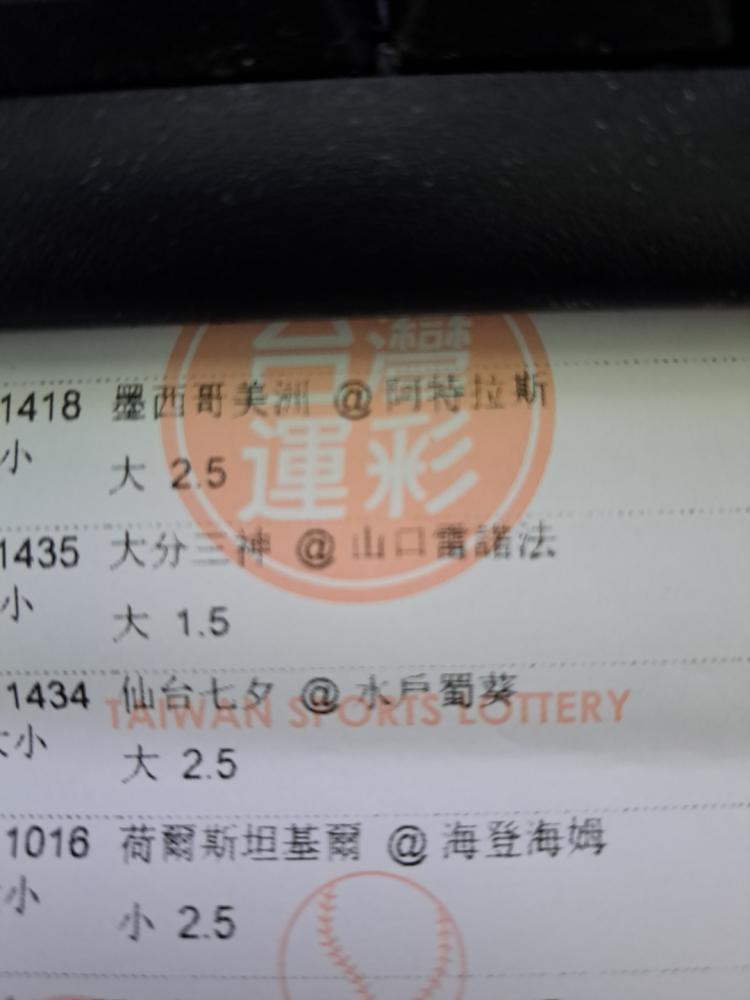 台灣
運彩
1418 墨西哥美洲 @ 阿特拉斯
小 大 2.5
1435 大分三神 @ 山口雷諾法
小 大 1.5
1434 仙台七夕 @ 水戶蜀葵
TAIWAN SPORTS LOTTERY
大小 大 2.5
1016 荷爾斯坦基爾 @ 海登海姆
小 小 2.5